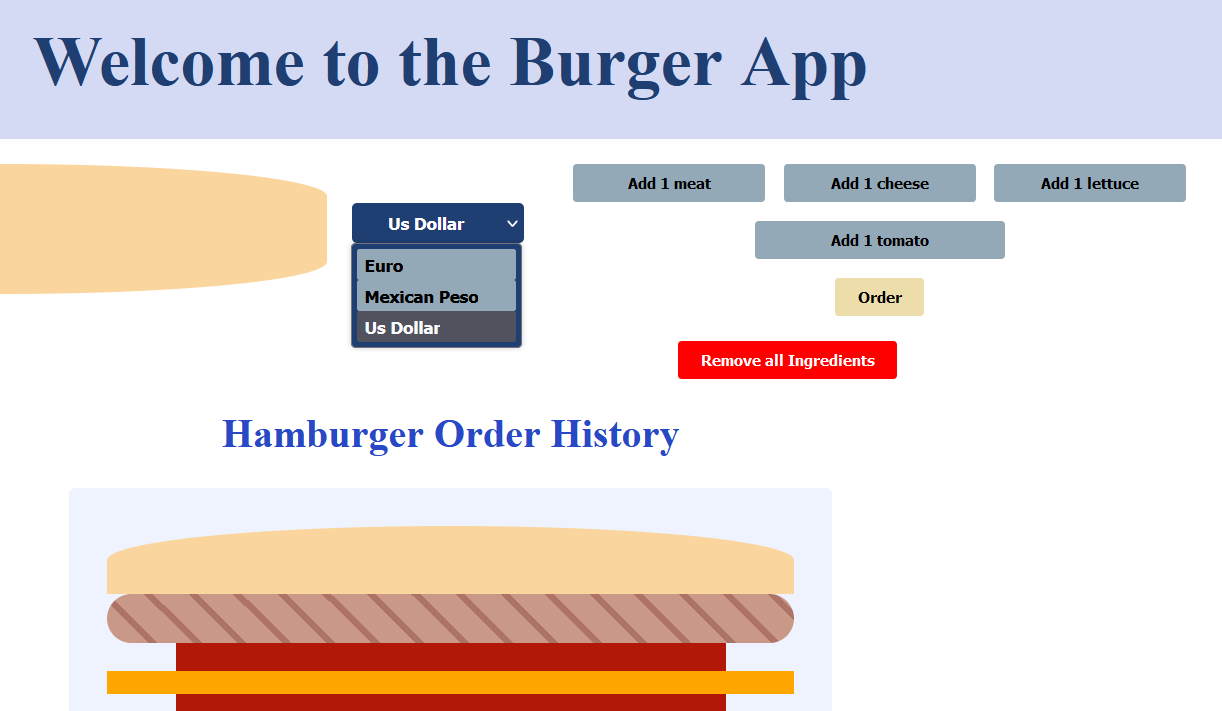 Welcome to the Burger App
Add 1 meat
Add 1 cheese
Add 1 lettuce
Us Dollar
Add 1 tomato
Euro
Mexican Peso
Us Dollar
Order
Remove all Ingredients
Hamburger Order History